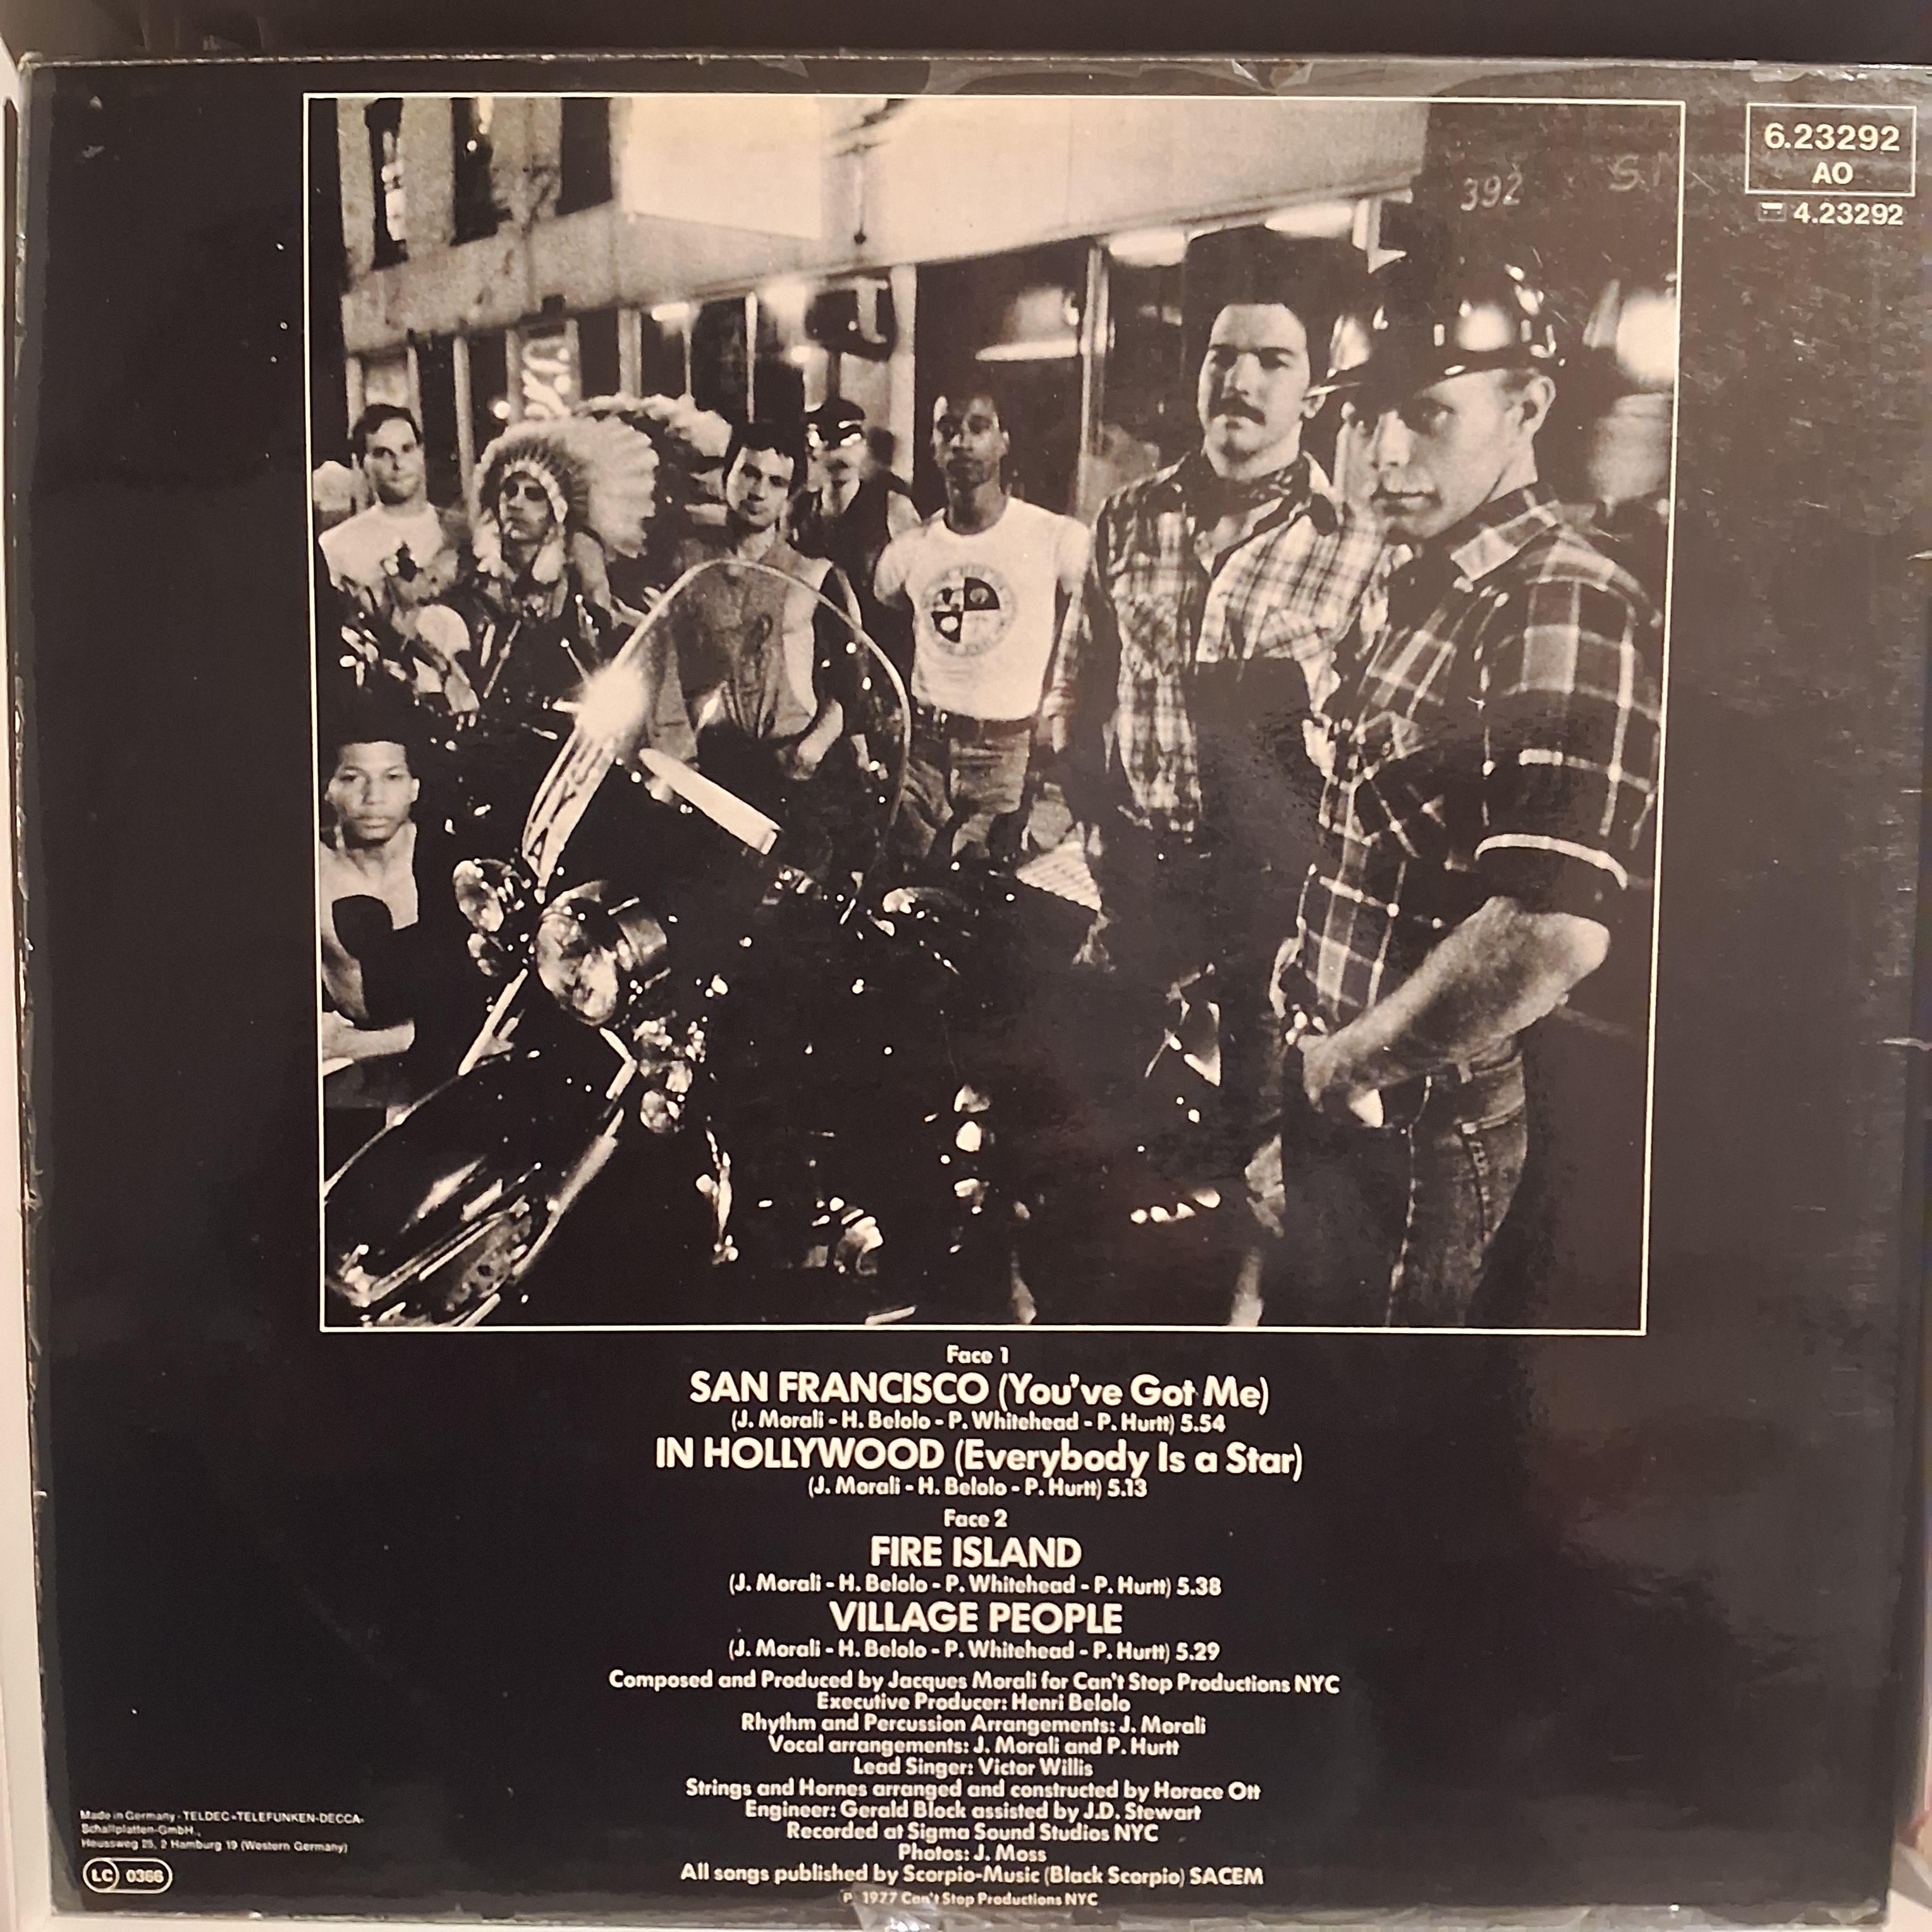 6.23292
AO
4.23292
392
Face 1
SAN FRANCISCO (You've Got Me)
(J. Morali - H. Belolo - P. Whitehead - P. Hurtt) 5.54
IN HOLLYWOOD (Everybody Is a Star)
(J. Morali - H. Belolo - P. Hurtt) 5.13
Face 2
FIRE ISLAND
(J. Morali - H. Belolo - P. Whitehead - P. Hurtt) 5.38
VILLAGE PEOPLE
(J. Morali - H. Belolo - P. Whitehead - P. Hurtt) 5.29
Composed and Produced by Jacques Morali for Can't Stop Productions NYC
Executive Producer: Henri Belolo
Rhythm and Percussion Arrangements: J. Morali
Vocal arrangements: J. Morali and P. Hurtt
Lead Singer: Victor Willis
Strings and Hornes arranged and constructed by Horace Ott
Engineer: Gerald Block assisted by J.D. Stewart
Recorded at Sigma Sound Studios NYC
Photos: J. Moss
All songs published by Scorpio-Music (Black Scorpio) SACEM
℗ 1977 Can't Stop Productions NYC
Made in Germany · TELDEC »TELEFUNKEN-DECCA«
Schallplatten-GmbH.,
Heussweg 25, 2 Hamburg 19 (Western Germany)
LC 0366